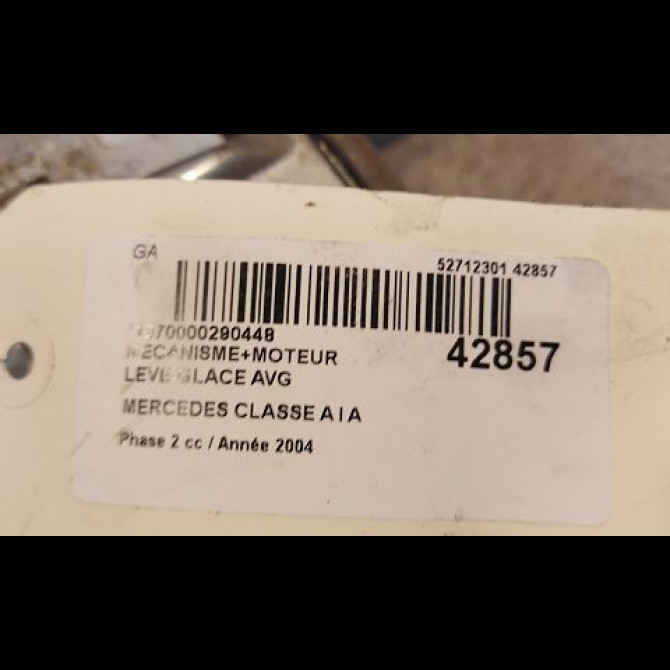 GA
52712301 42857
42857
MECANISME+MOTEUR
LEVE-GLACE AVG
MERCEDES CLASSE A I A
Phase 2 cc / Année 2004